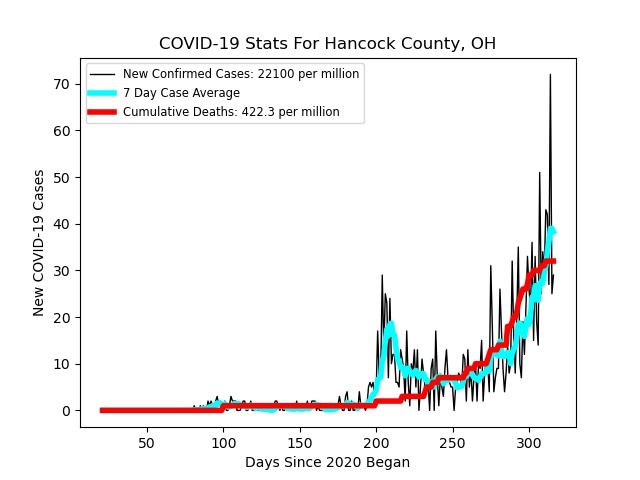 COVID-19 Stats For Hancock County, OH
New Confirmed Cases: 22100 per million
7 Day Case Average
Cumulative Deaths: 422.3 per million
New COVID-19 Cases
70
60
50
40
30
20
10
0
50 100 150 200 250 300
Days Since 2020 Began